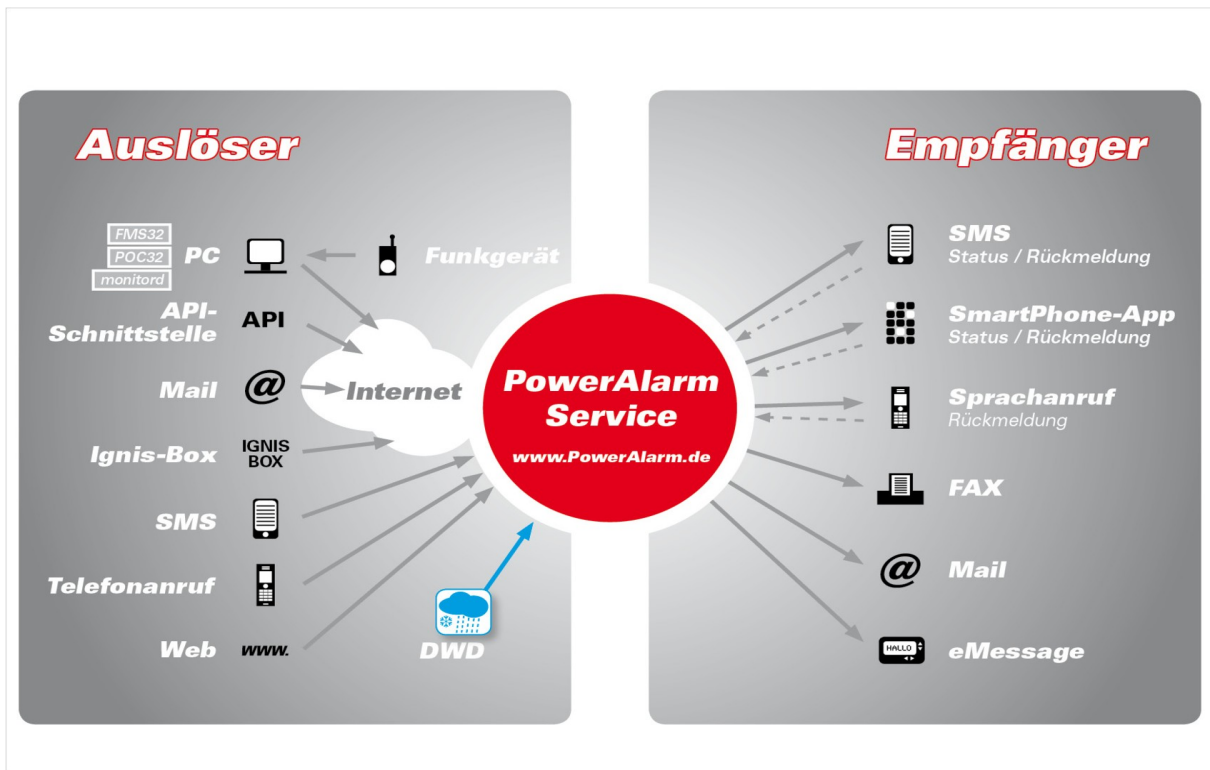 Auslöser
FMS32
POC32
monitord
PC
Funkgerät
API-
Schnittstelle
API
Mail
@
Internet
Ignis-Box
IGNIS
BOX
SMS
Telefonanruf
Web
www.
DWD
PowerAlarm
Service
www.PowerAlarm.de
Empfänger
SMS
Status / Rückmeldung
SmartPhone-App
Status / Rückmeldung
Sprachanruf
Rückmeldung
FAX
@
Mail
HALLO
eMessage